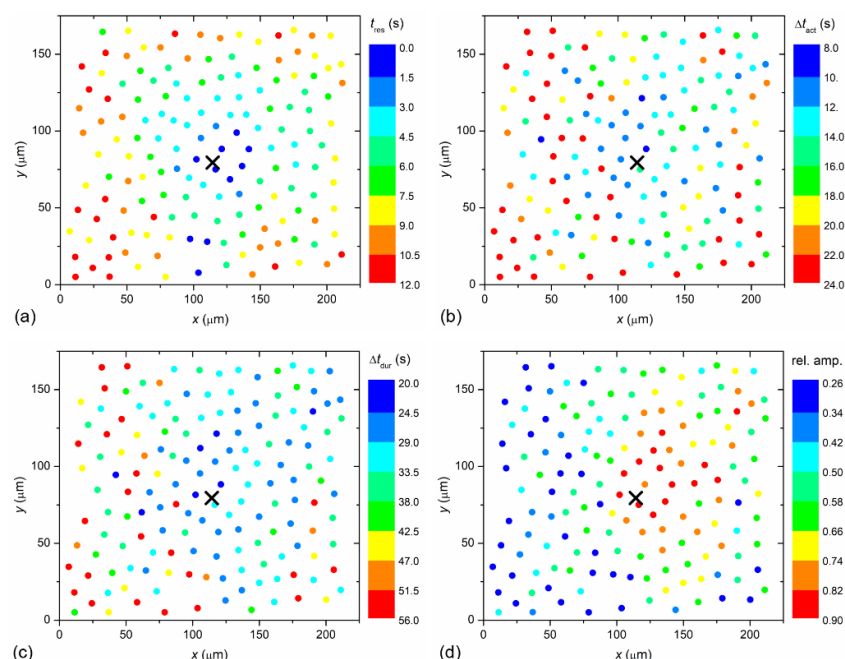 t_res (s)
150
100
50
0
y (μm)
0.0
1.5
3.0
4.5
6.0
7.5
9.0
10.5
12.0
0 50 100 150 200
(a)
x (μm)
Δt_act (s)
150
100
50
0
y (μm)
8.0
10.
12.0
14.0
16.0
18.0
20.0
22.0
24.0
0 50 100 150 200
(b)
x (μm)
Δt_dur (s)
150
100
50
0
y (μm)
20.0
24.5
29.0
33.5
38.0
42.5
47.0
51.5
56.0
0 50 100 150 200
(c)
x (μm)
rel. amp.
150
100
50
0
y (μm)
0.26
0.34
0.42
0.50
0.58
0.66
0.74
0.82
0.90
0 50 100 150 200
(d)
x (μm)